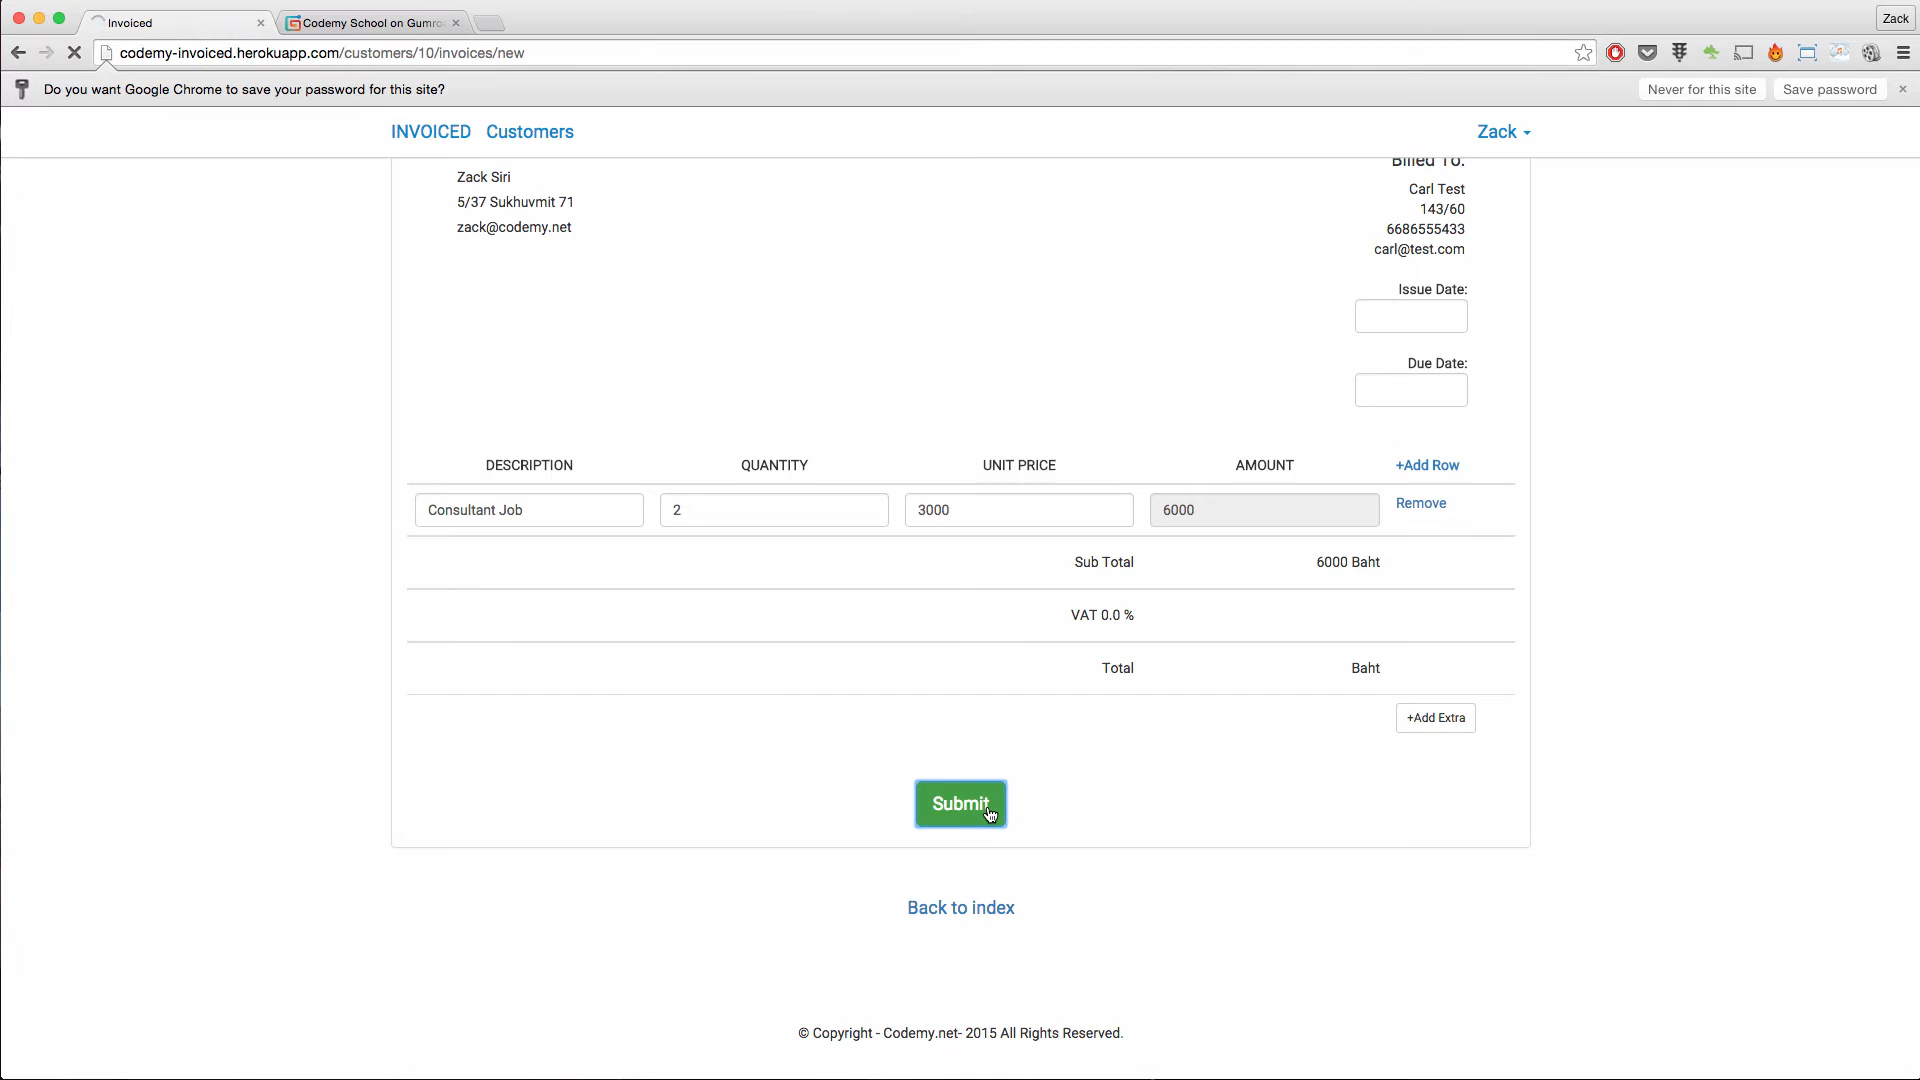 Invoiced
Codemy School on Gumro
Zack
codemy-invoiced.herokuapp.com/customers/10/invoices/new
Do you want Google Chrome to save your password for this site?
Never for this site
Save password
INVOICED
Customers
Zack
Billed To:
Zack Siri
5/37 Sukhuvmit 71
zack@codemy.net
Carl Test
143/60
6686555433
carl@test.com
Issue Date:
Due Date:
DESCRIPTION QUANTITY UNIT PRICE AMOUNT +Add Row
Consultant Job 2 3000 6000 Remove
Sub Total 6000 Baht
VAT 0.0 %
Total Baht
+Add Extra
Submit
Back to index
© Copyright - Codemy.net- 2015 All Rights Reserved.